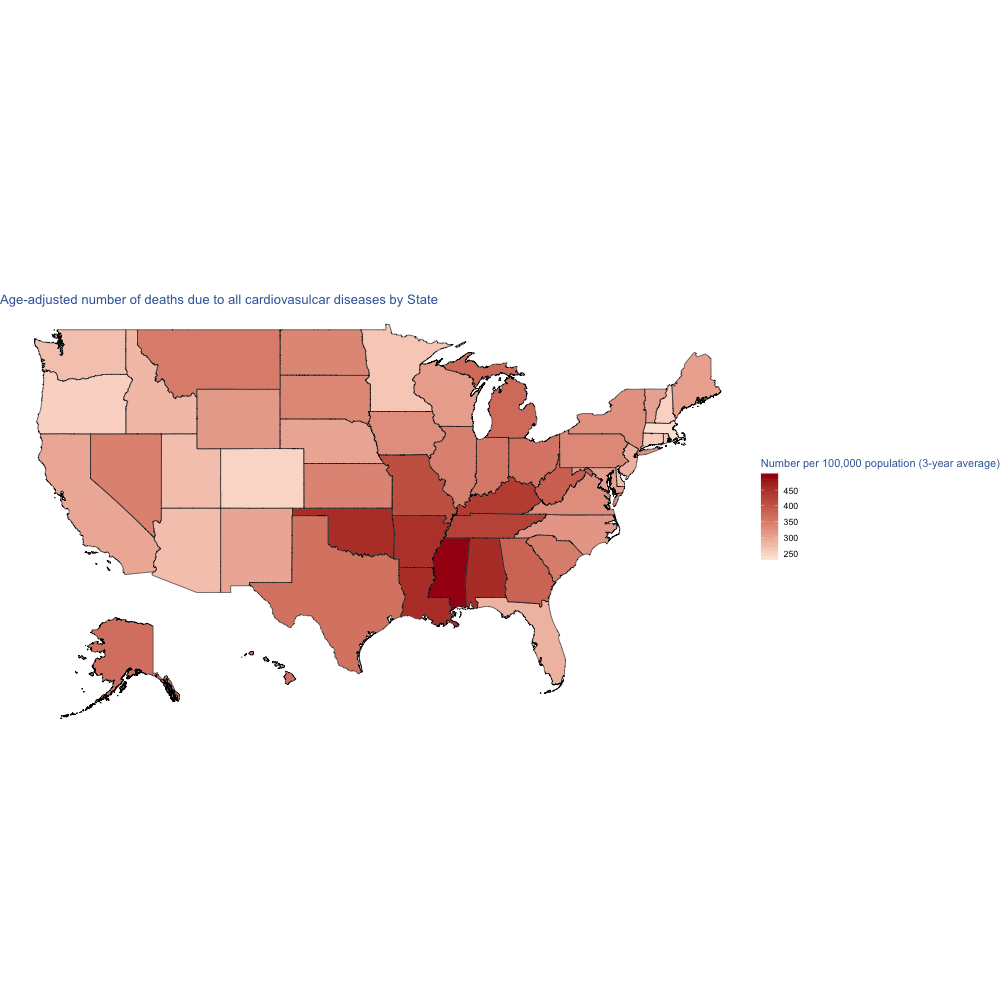 Age-adjusted number of deaths due to all cardiovasulcar diseases by State
Number per 100,000 population (3-year average)
450
400
350
300
250